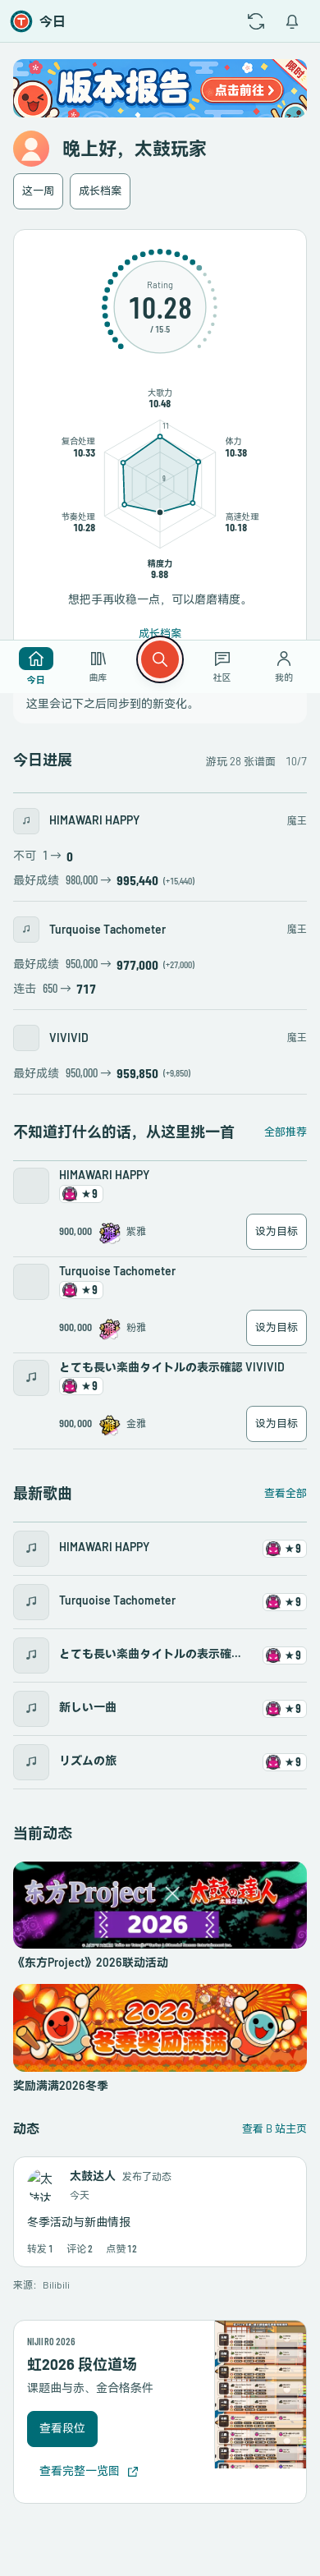 今日
版本报告
点击前往
限时
晚上好，太鼓玩家
这一周
成长档案
Rating
10.28
/ 15.5
大歌力
10.48
11
复合处理
10.33
体力
10.38
节奏处理
10.28
高速处理
10.18
精度力
9.88
想把手再收稳一点，可以磨磨精度。
成长档案
今日
曲库
社区
我的
这里会记下之后同步到的新变化。
今日进展
游玩 28 张谱面 10/7
HIMAWARI HAPPY
魔王
不可 1 → 0
最好成绩 980,000 → 995,440 (+15,440)
Turquoise Tachometer
魔王
最好成绩 950,000 → 977,000 (+27,000)
连击 650 → 717
VIVIVID
魔王
最好成绩 950,000 → 959,850 (+9,850)
不知道打什么的话，从这里挑一首
全部推荐
HIMAWARI HAPPY
★9
900,000 紫雅
设为目标
Turquoise Tachometer
★9
900,000 粉雅
设为目标
とても長い楽曲タイトルの表示確認 VIVIVID
★9
900,000 金雅
设为目标
最新歌曲
查看全部
HIMAWARI HAPPY
★9
Turquoise Tachometer
★9
とても長い楽曲タイトルの表示確...
★9
新しい一曲
★9
リズムの旅
★9
当前动态
东方Project × 太鼓の達人
2026
《东方Project》2026联动活动
2026
冬季奖励满满
奖励满满2026冬季
动态
查看 B 站主页
太鼓达人 发布了动态
今天
冬季活动与新曲情报
转发 1 评论 2 点赞 12
来源：Bilibili
NIJIIRO 2026
虹2026 段位道场
课题曲与赤、金合格条件
查看段位
查看完整一览图